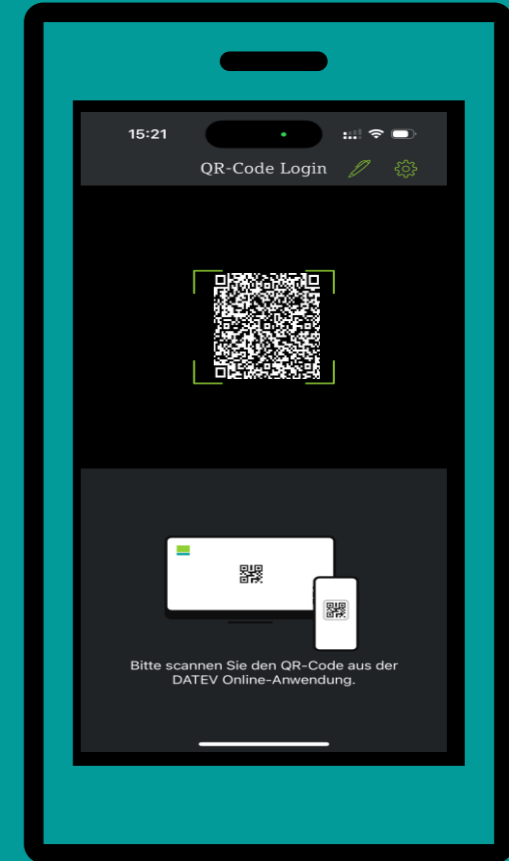 15:21
QR-Code Login
Bitte scannen Sie den QR-Code aus der
DATEV Online-Anwendung.